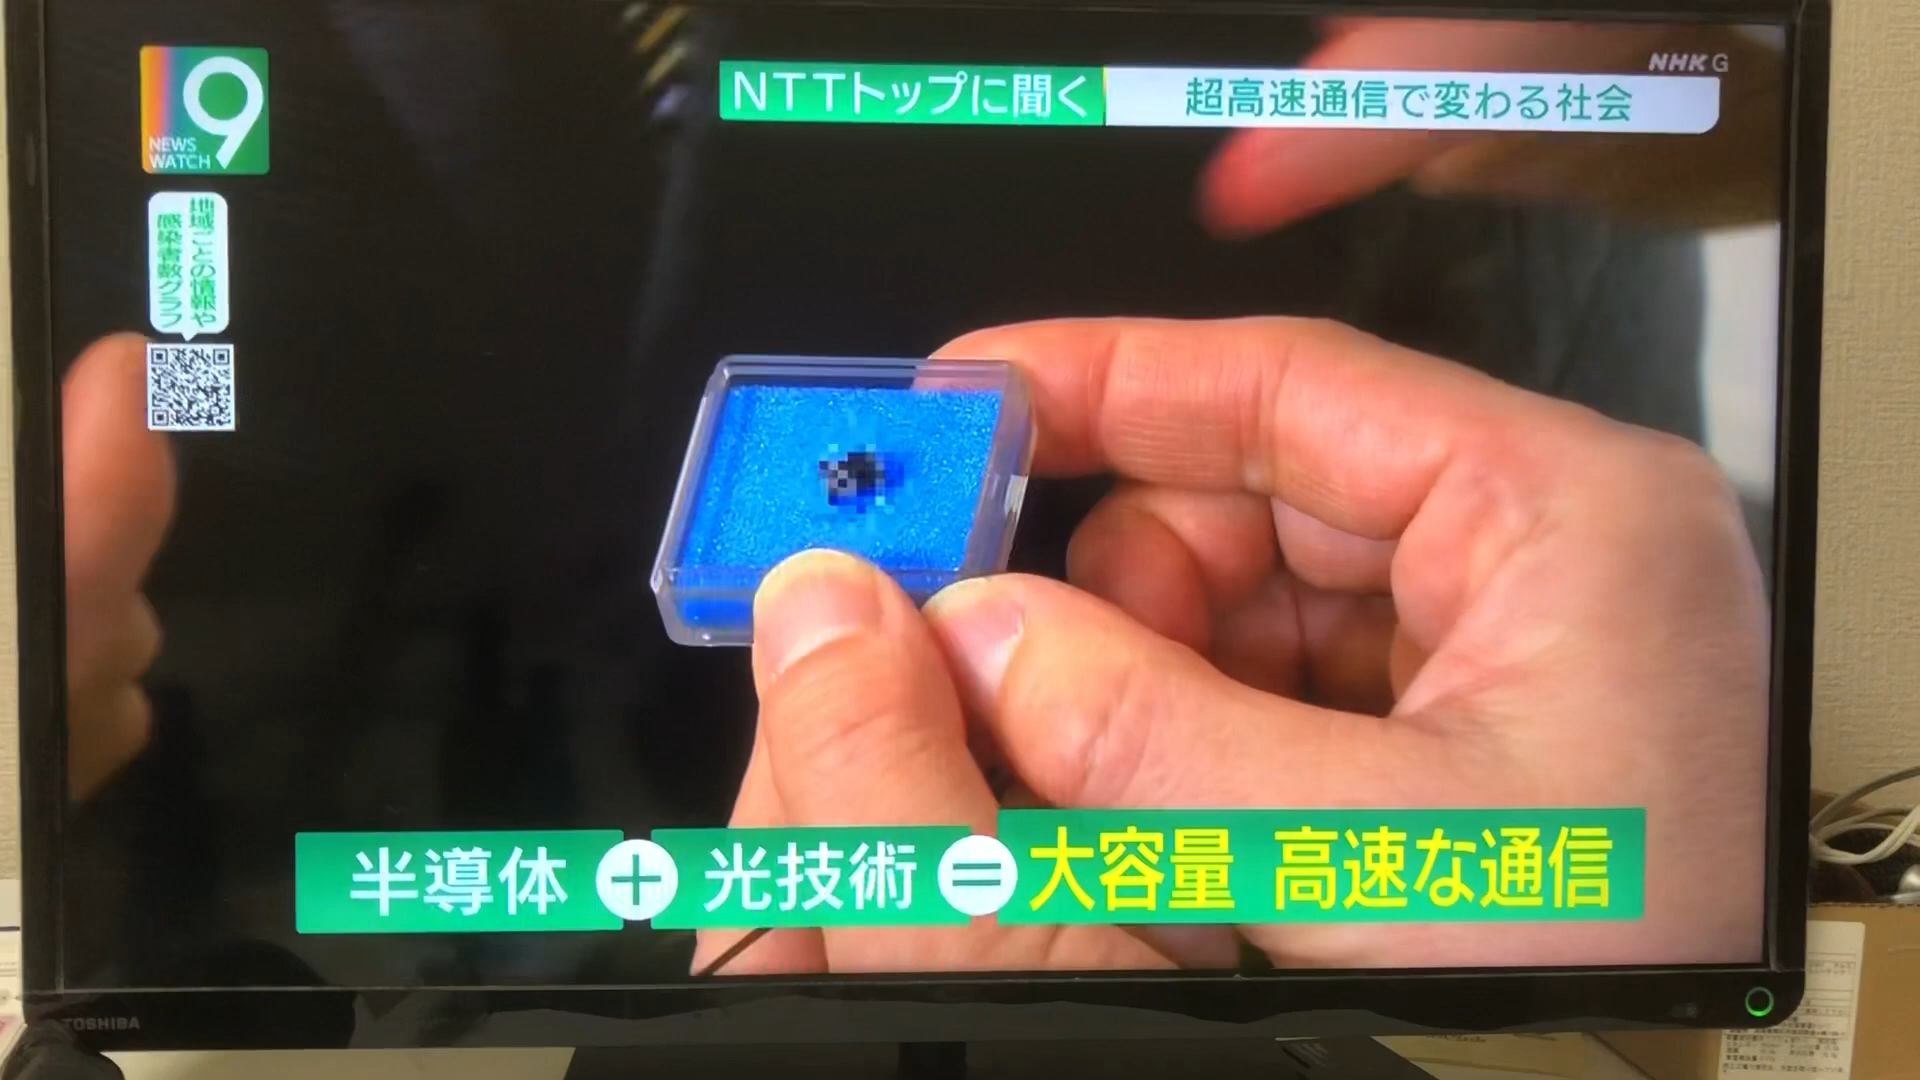 9
NEWS
WATCH
NTTトップに聞く
超高速通信で変わる社会
NHK G
地域ごとの情報や
感染者数グラフ
半導体 + 光技術 = 大容量 高速な通信
TOSHIBA